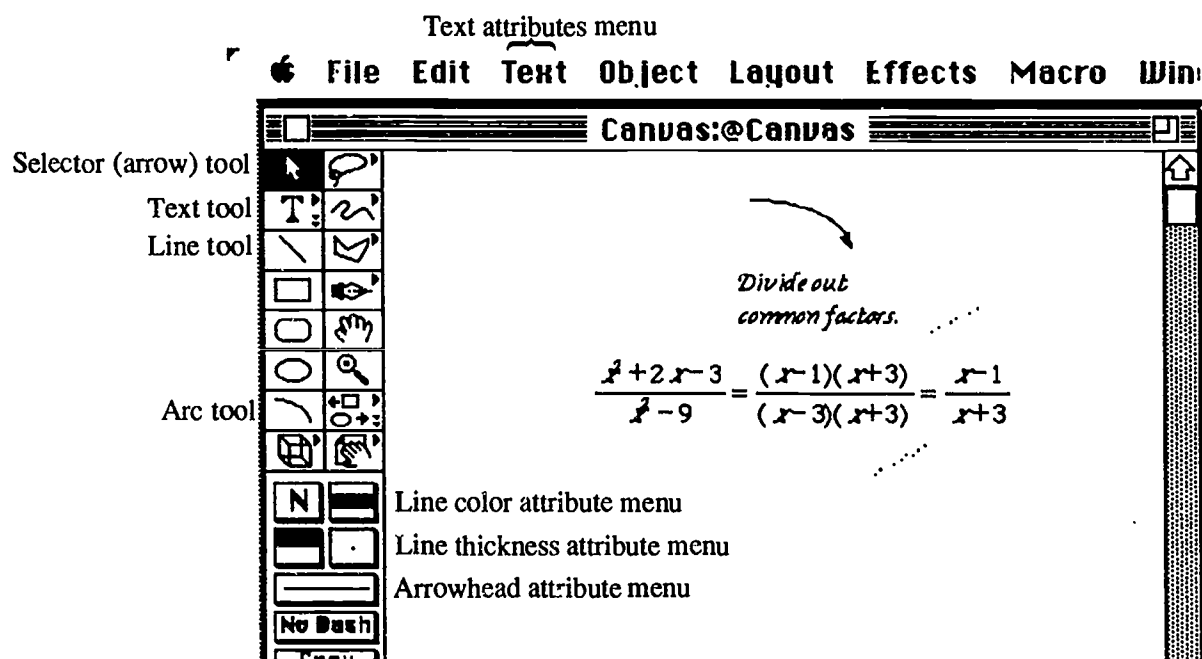 Text attributes menu
File Edit Text Object Layout Effects Macro Win
Canvas:@Canvas
Selector (arrow) tool
Text tool
T
Line tool
Divide out
common factors.
x²+2x-3 / x²-9 = (x-1)(x+3) / (x-3)(x+3) = x-1 / x+3
Arc tool
N
Line color attribute menu
Line thickness attribute menu
Arrowhead attribute menu
No Dash